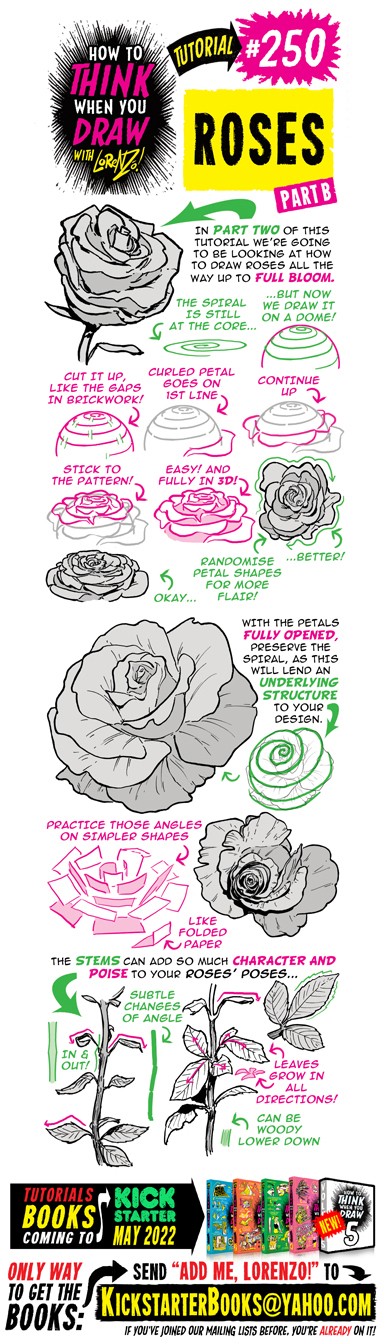 HOW TO
THINK
WHEN YOU
DRAW
WITH LORENZO!
TUTORIAL
#250
ROSES
PART B
IN PART TWO OF THIS
TUTORIAL WE'RE GOING
TO BE LOOKING AT HOW
TO DRAW ROSES ALL THE
WAY UP TO FULL BLOOM.
THE SPIRAL
IS STILL
AT THE CORE...
...BUT NOW
WE DRAW IT
ON A DOME!
CUT IT UP,
LIKE THE GAPS
IN BRICKWORK!
CURLED PETAL
GOES ON
1ST LINE
CONTINUE
UP
STICK TO
THE PATTERN!
EASY! AND
FULLY IN 3D!
OKAY...
RANDOMISE
PETAL SHAPES
FOR MORE
FLAIR!
...BETTER!
WITH THE PETALS
FULLY OPENED,
PRESERVE THE
SPIRAL, AS THIS
WILL LEND AN
UNDERLYING
STRUCTURE
TO YOUR
DESIGN.
PRACTICE THOSE ANGLES
ON SIMPLER SHAPES
LIKE
FOLDED
PAPER
THE STEMS CAN ADD SO MUCH CHARACTER AND
POISE TO YOUR ROSES' POSES...
SUBTLE
CHANGES
OF ANGLE
IN &
OUT!
LEAVES
GROW IN
ALL
DIRECTIONS!
CAN BE
WOODY
LOWER DOWN
TUTORIALS
BOOKS
COMING TO
KICK
STARTER
MAY 2022
NEW!
HOW TO
THINK
WHEN YOU
DRAW
5
ONLY WAY
TO GET THE
BOOKS:
SEND "ADD ME, LORENZO!" TO
KICKSTARTERBOOKS@YAHOO.COM
IF YOU'VE JOINED OUR MAILING LISTS BEFORE, YOU'RE ALREADY ON IT!